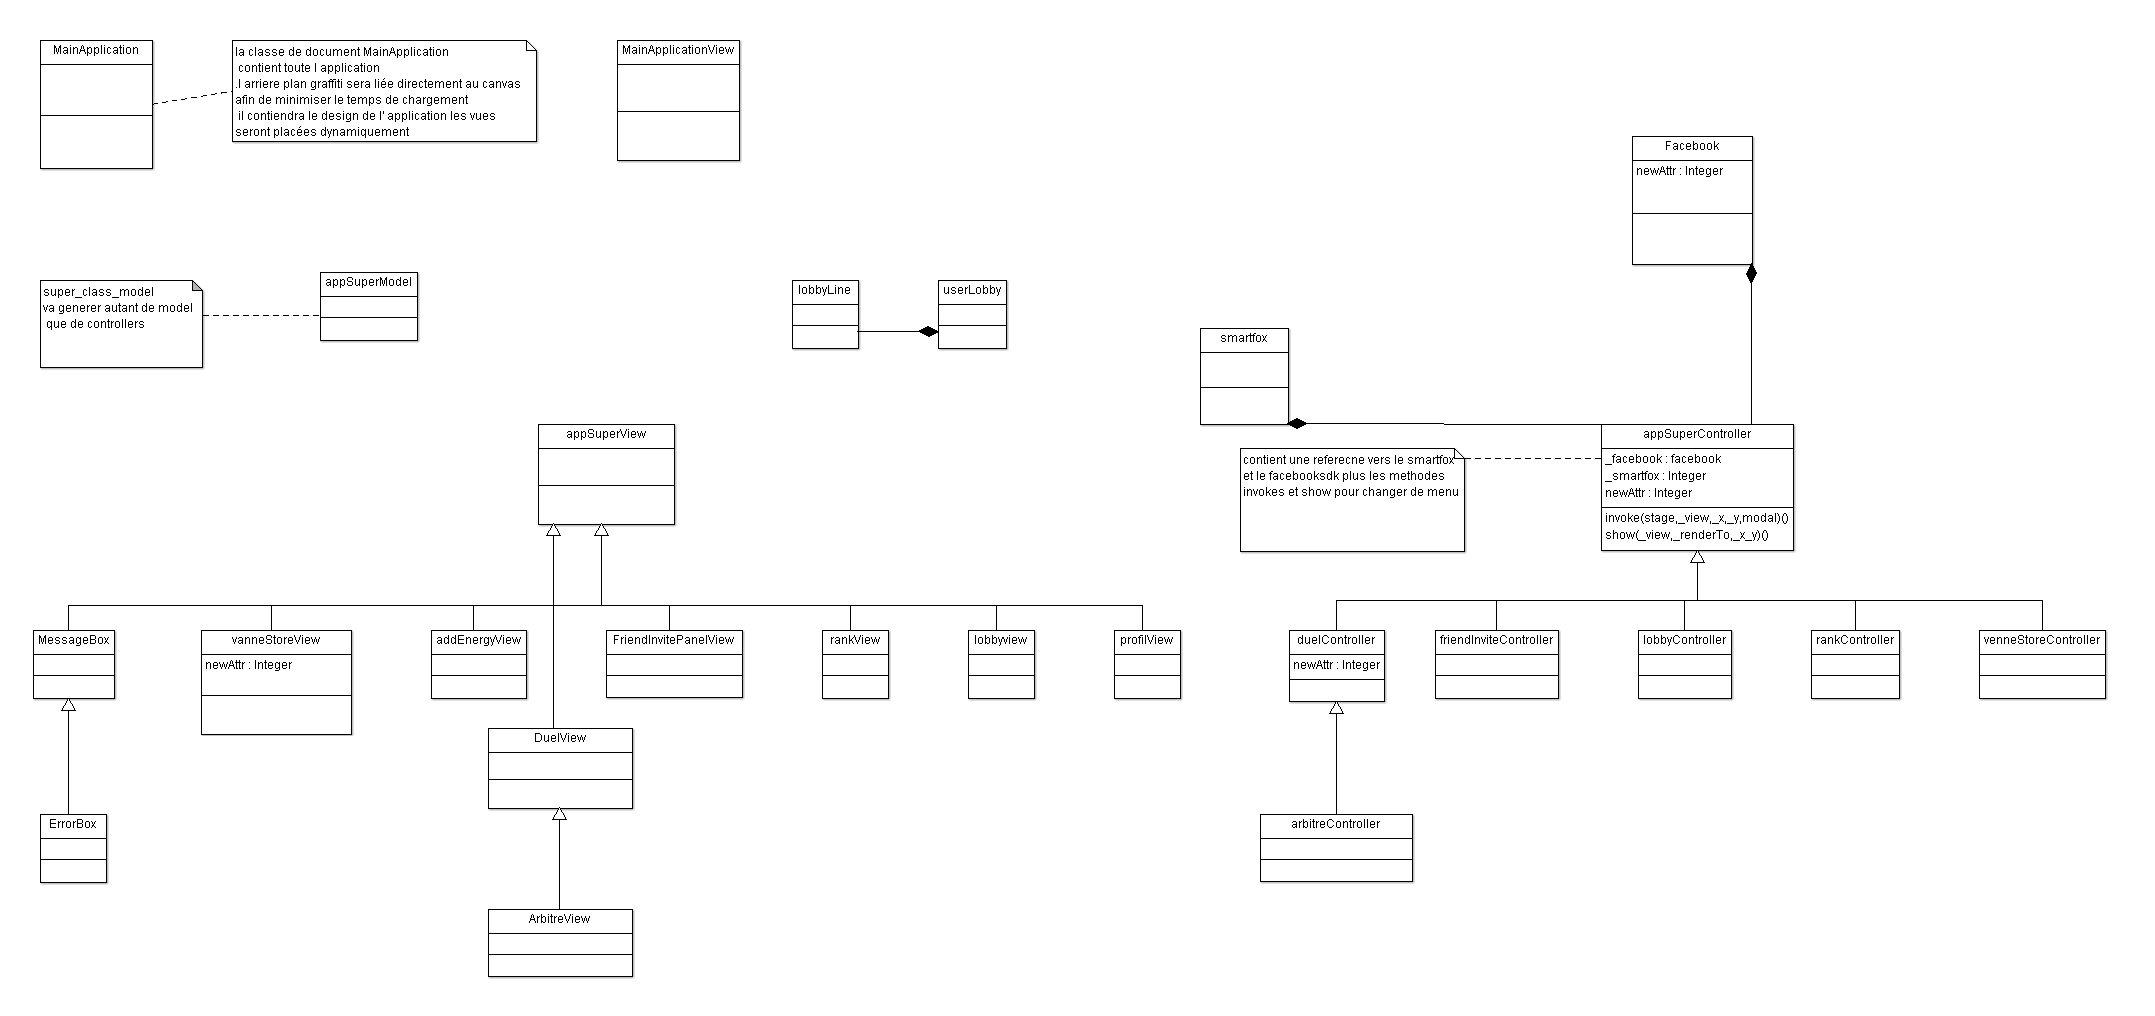 MainApplication
la classe de document MainApplication
contient toute l application
.l arriere plan graffiti sera liée directement au canvas
afin de minimiser le temps de chargement
il contiendra le design de l' application les vues
seront placées dynamiquement
MainApplicationView
Facebook
newAttr : Integer
super_class_model
va generer autant de model
que de controllers
appSuperModel
lobbyLine
userLobby
smartfox
appSuperView
contient une referecne vers le smartfox
et le facebooksdk plus les methodes
invokes et show pour changer de menu
appSuperController
_facebook : facebook
_smartfox : Integer
newAttr : Integer
invoke(stage,_view,_x,_y,modal)()
show(_view,_renderTo,_x_y)()
MessageBox
vanneStoreView
newAttr : Integer
addEnergyView
FriendInvitePanelView
rankView
lobbyview
profilView
duelController
newAttr : Integer
friendInviteController
lobbyController
rankController
venneStoreController
DuelView
ErrorBox
arbitreController
ArbitreView